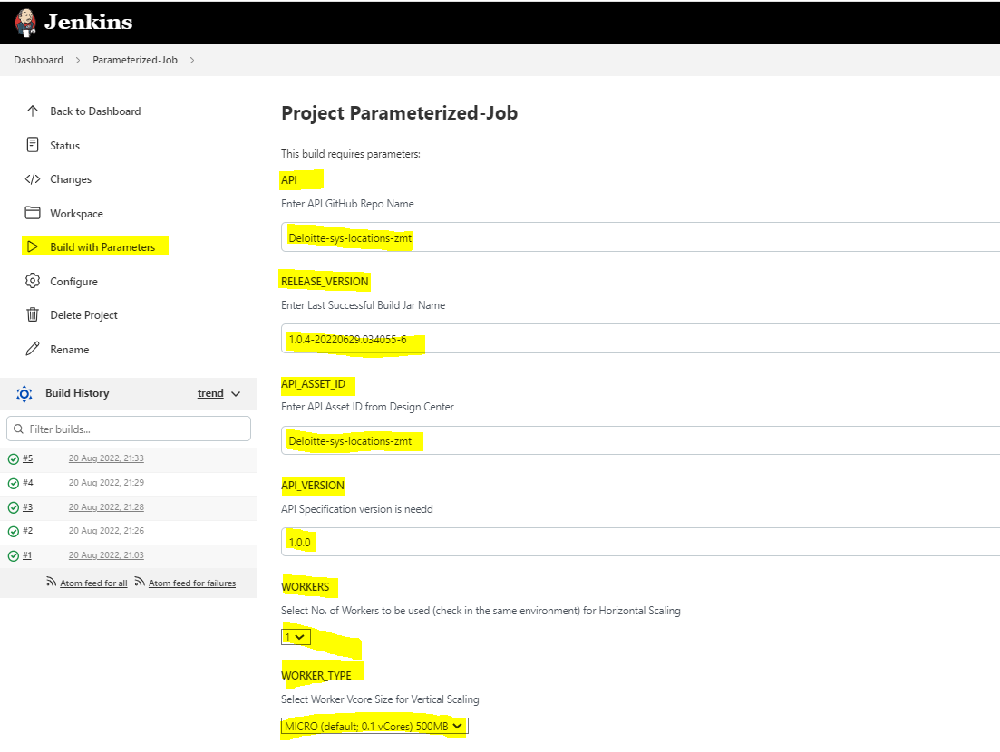 Jenkins
Dashboard > Parameterized-Job >
Back to Dashboard
Status
Changes
Workspace
Build with Parameters
Configure
Delete Project
Rename
Build History trend
Filter builds...
#5 20 Aug 2022, 21:33
#4 20 Aug 2022, 21:29
#3 20 Aug 2022, 21:28
#2 20 Aug 2022, 21:26
#1 20 Aug 2022, 21:03
Atom feed for all Atom feed for failures
Project Parameterized-Job
This build requires parameters:
API
Enter API GitHub Repo Name
Deloitte-sys-locations-zmt
RELEASE_VERSION
Enter Last Successful Build Jar Name
1.0.4-20220629.034055-6
API_ASSET_ID
Enter API Asset ID from Design Center
Deloitte-sys-locations-zmt
API_VERSION
API Specification version is needd
1.0.0
WORKERS
Select No. of Workers to be used (check in the same environment) for Horizontal Scaling
1
WORKER_TYPE
Select Worker Vcore Size for Vertical Scaling
MICRO (default; 0.1 vCores) 500MB